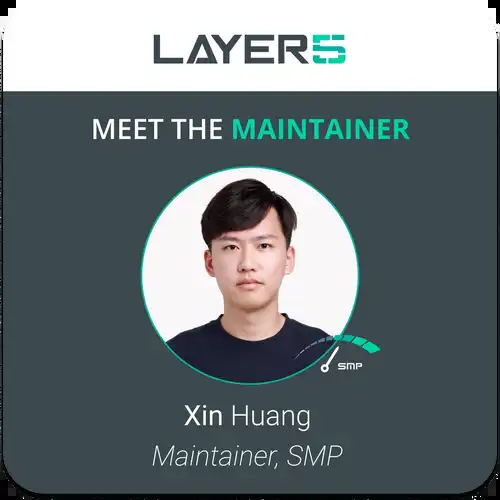 LAYER5
MEET THE MAINTAINER
SMP
Xin Huang
Maintainer, SMP